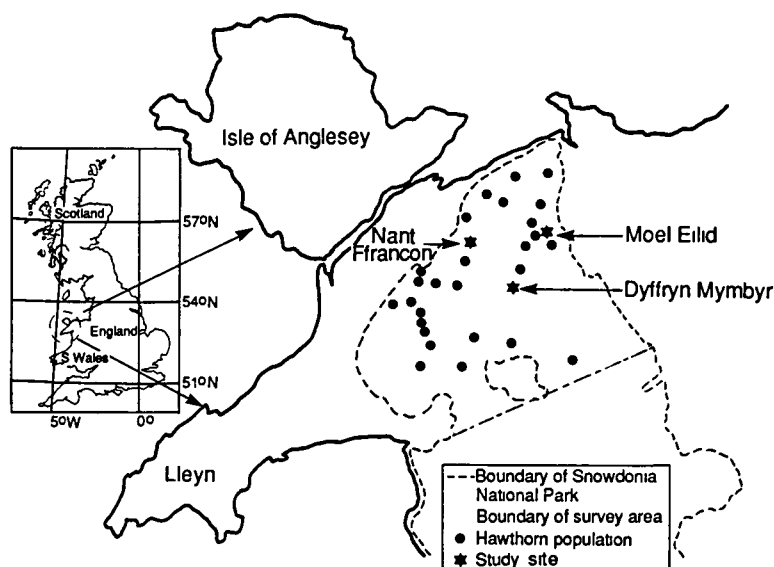 Isle of Anglesey
Scotland
57ºN
Nant
Ffrancon
Moel Eilid
Dyffryn Mymbyr
54ºN
England
S Wales
51ºN
5ºW
0º
Lleyn
Boundary of Snowdonia
National Park
Boundary of survey area
Hawthorn population
Study site